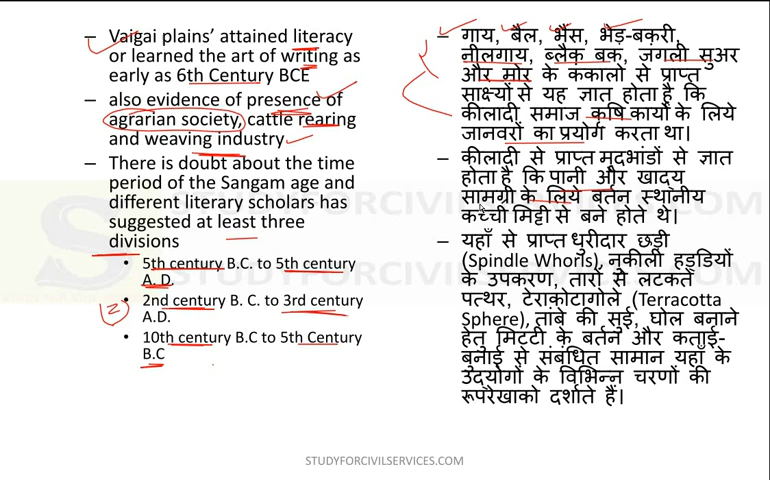 – Vaigai plains' attained literacy
or learned the art of writing as
early as 6th Century BCE
– also evidence of presence of
agrarian society, cattle rearing
and weaving industry
– There is doubt about the time
period of the Sangam age and
different literary scholars has
suggested at least three
divisions
• 5th century B.C. to 5th century
A. D.
• 2nd century B. C. to 3rd century
A.D.
• 10th century B.C to 5th Century
B.C
– गाय, बैल, भैंस, भैड़-बकरी,
नीलगाय, ब्लैक बक, जंगली सुअर
और मोर के कंकालों से प्राप्त
साक्ष्यों से यह ज्ञात होता है कि
कीलादी समाज कृषि कार्यों के लिये
जानवरों का प्रयोग करता था।
– कीलादी से प्राप्त मृदभांडों से ज्ञात
होता है कि पानी और खाद्य
सामग्री के लिये बर्तन स्थानीय
कच्ची मिट्टी से बने होते थे।
– यहाँ से प्राप्त धुरीदार छड़ी
(Spindle Whorls), नुकीली हड्डियों
के उपकरण, तारों से लटकते
पत्थर, टेराकोटागोले (Terracotta
Sphere), तांबे की सुई, घोल बनाने
हेतु मिट्टी के बर्तन और कताई-
बुनाई से संबंधित सामान यहाँ के
उद्योगों के विभिन्न चरणों की
रूपरेखाको दर्शाते हैं।
STUDYFORCIVILSERVICES.COM